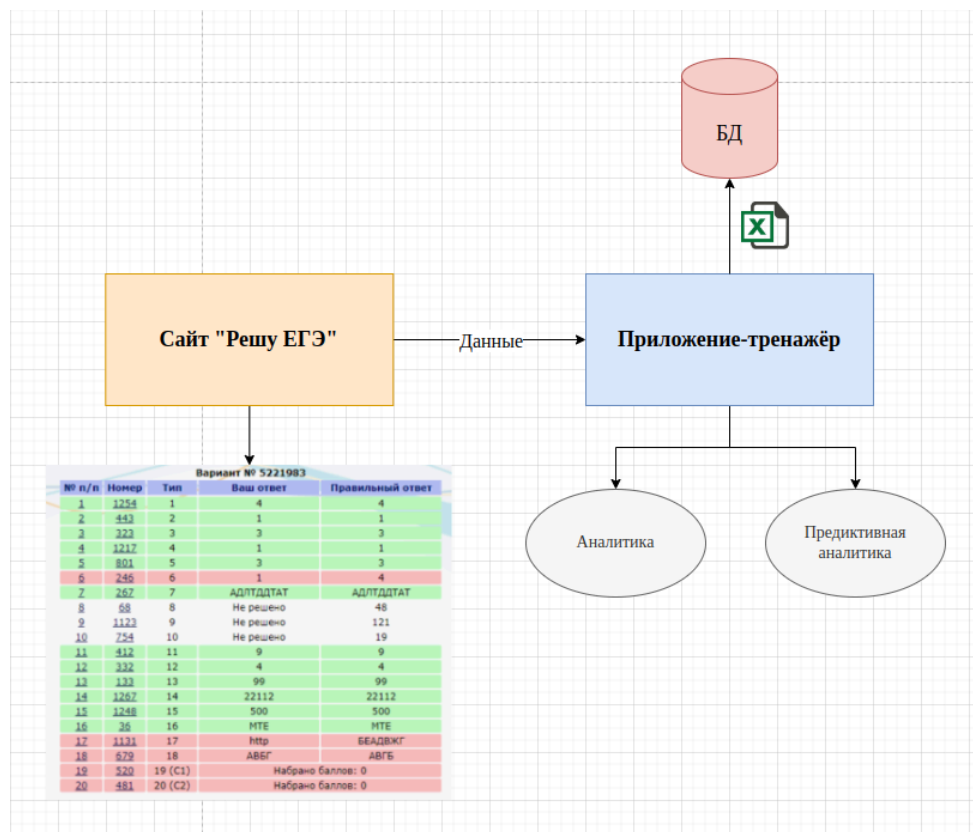 БД
X
Сайт "Решу ЕГЭ"
Данные
Приложение-тренажёр
Вариант № 5221983
№ п/п Номер Тип Ваш ответ Правильный ответ
1 1254 1 4 4
2 443 2 1 1
3 323 3 3 3
4 1217 4 1 1
5 801 5 3 3
6 246 6 1 4
7 267 7 АДЛТДДТАТ АДЛТДДТАТ
8 68 8 Не решено 48
9 1123 9 Не решено 121
10 754 10 Не решено 19
11 412 11 9 9
12 332 12 4 4
13 133 13 99 99
14 1267 14 22112 22112
15 1248 15 500 500
16 36 16 МТЕ МТЕ
17 1131 17 http БЕАДВЖГ
18 679 18 АВБГ АВГБ
19 520 19 (C1) Набрано баллов: 0
20 481 20 (C2) Набрано баллов: 0
Аналитика
Предиктивная
аналитика